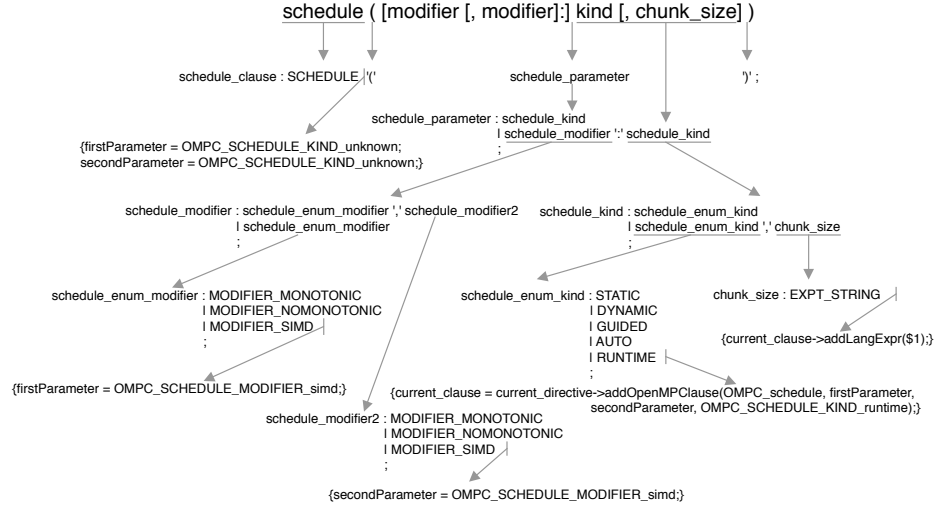 schedule ( [modifier [, modifier]:] kind [, chunk_size] )
schedule_clause : SCHEDULE '(' schedule_parameter ')' ;
schedule_parameter : schedule_kind
| schedule_modifier ':' schedule_kind
;
{firstParameter = OMPC_SCHEDULE_KIND_unknown;
secondParameter = OMPC_SCHEDULE_KIND_unknown;}
schedule_modifier : schedule_enum_modifier ',' schedule_modifier2
| schedule_enum_modifier
;
schedule_kind : schedule_enum_kind
| schedule_enum_kind ',' chunk_size
;
schedule_enum_modifier : MODIFIER_MONOTONIC
| MODIFIER_NOMONOTONIC
| MODIFIER_SIMD
;
schedule_enum_kind : STATIC
| DYNAMIC
| GUIDED
| AUTO
| RUNTIME
;
chunk_size : EXPT_STRING
{current_clause->addLangExpr($1);}
{firstParameter = OMPC_SCHEDULE_MODIFIER_simd;}
{current_clause = current_directive->addOpenMPClause(OMPC_schedule, firstParameter,
secondParameter, OMPC_SCHEDULE_KIND_runtime);}
schedule_modifier2 : MODIFIER_MONOTONIC
| MODIFIER_NOMONOTONIC
| MODIFIER_SIMD
;
{secondParameter = OMPC_SCHEDULE_MODIFIER_simd;}